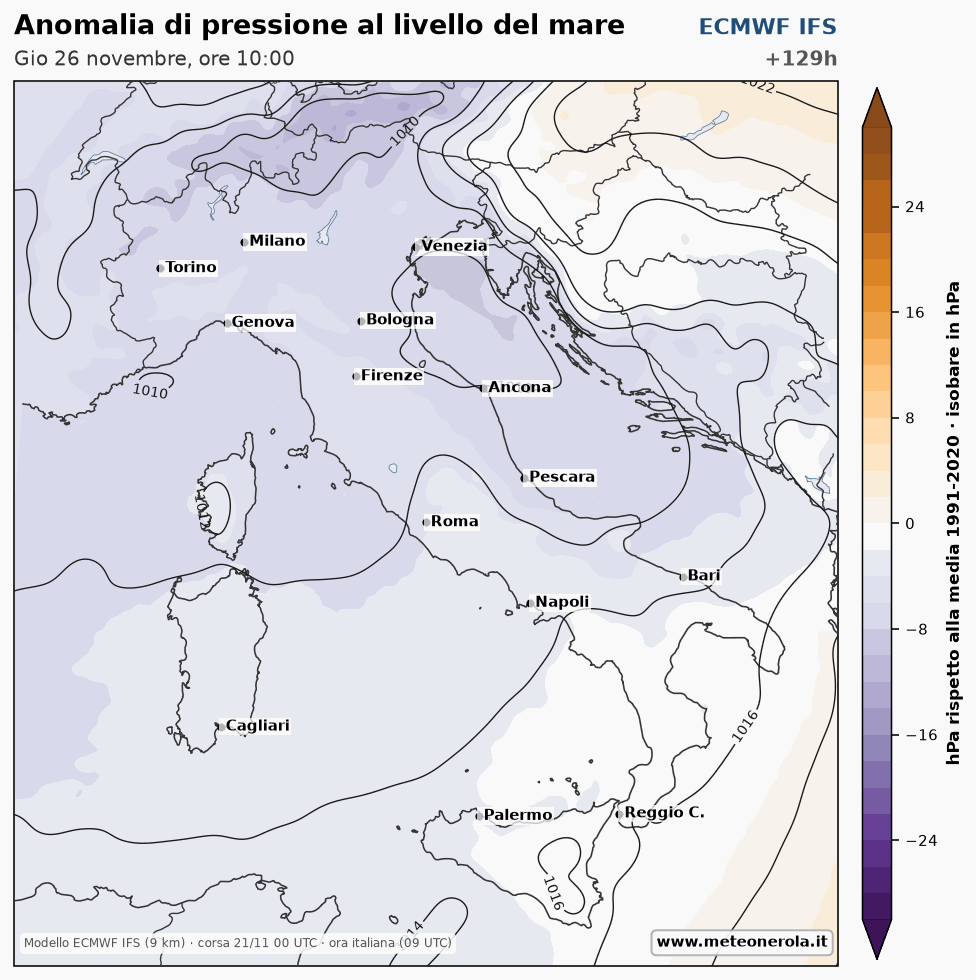 Anomalia di pressione al livello del mare
ECMWF IFS
Gio 26 novembre, ore 10:00
+129h
1022
1010
Milano
Venezia
Torino
Genova
Bologna
Firenze
1010
Ancona
Pescara
Roma
Bari
Napoli
Cagliari
1016
Palermo
Reggio C.
1016
14
24
16
8
0
−8
−16
−24
hPa rispetto alla media 1991-2020 · isobare in hPa
Modello ECMWF IFS (9 km) · corsa 21/11 00 UTC · ora italiana (09 UTC)
www.meteonerola.it